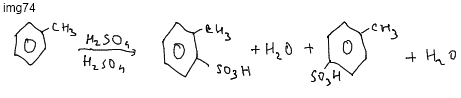 img74
CH3 H2SO4 H2SO4 CH3 SO3H + H2O + CH3 SO3H + H2O